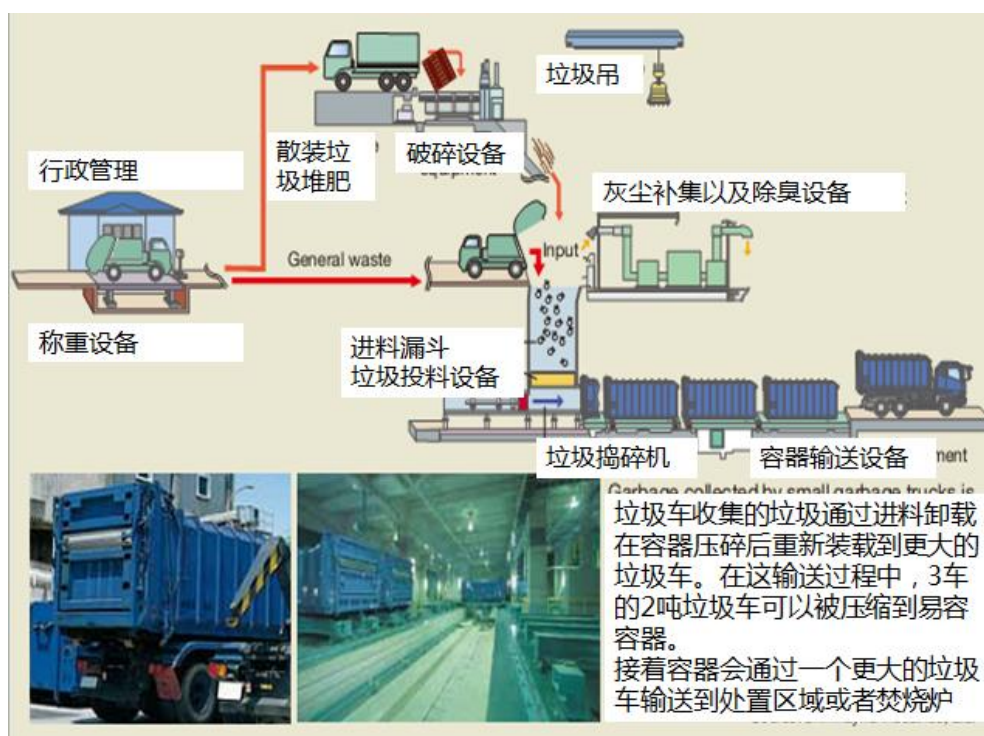 垃圾吊
散装垃
圾堆肥
破碎设备
行政管理
灰尘补集以及除臭设备
General waste
Input
称重设备
进料漏斗
垃圾投料设备
垃圾捣碎机
容器输送设备
Garbage collected by small garbage trucks is
垃圾车收集的垃圾通过进料卸载
在容器压碎后重新装载到更大的
垃圾车。在这输送过程中，3车
的2吨垃圾车可以被压缩到易容
容器。
接着容器会通过一个更大的垃圾
车输送到处置区域或者焚烧炉